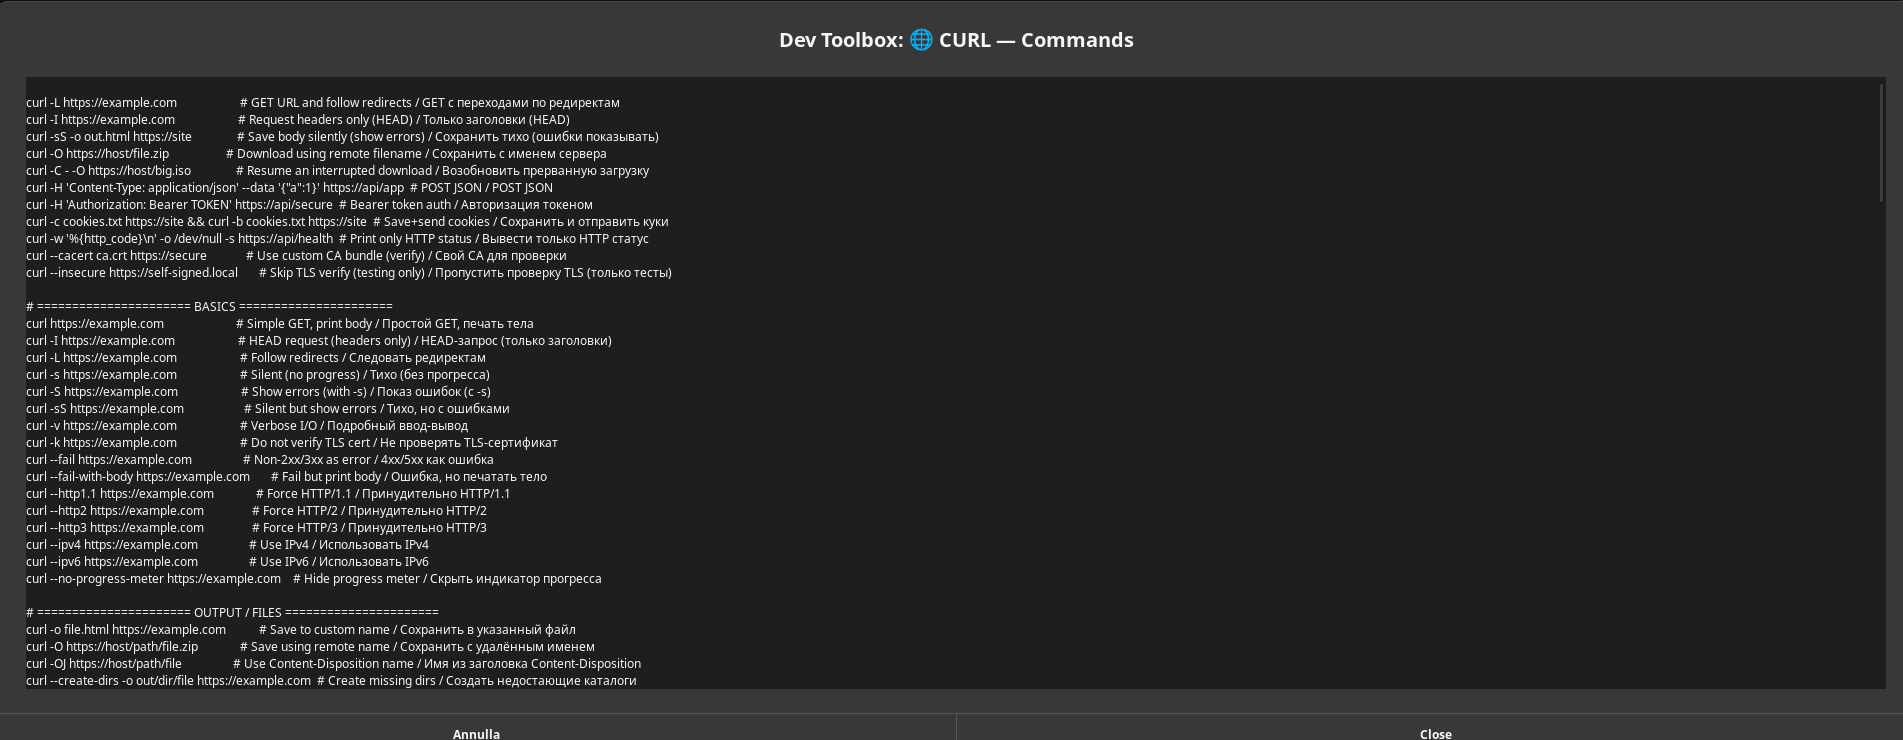 Dev Toolbox: 🌐 CURL — Commands
curl -L https://example.com # GET URL and follow redirects / GET с переходами по редиректам
curl -I https://example.com # Request headers only (HEAD) / Только заголовки (HEAD)
curl -sS -o out.html https://site # Save body silently (show errors) / Сохранить тихо (ошибки показывать)
curl -O https://host/file.zip # Download using remote filename / Сохранить с именем сервера
curl -C - -O https://host/big.iso # Resume an interrupted download / Возобновить прерванную загрузку
curl -H 'Content-Type: application/json' --data '{"a":1}' https://api/app # POST JSON / POST JSON
curl -H 'Authorization: Bearer TOKEN' https://api/secure # Bearer token auth / Авторизация токеном
curl -c cookies.txt https://site && curl -b cookies.txt https://site # Save+send cookies / Сохранить и отправить куки
curl -w '%{http_code}\n' -o /dev/null -s https://api/health # Print only HTTP status / Вывести только HTTP статус
curl --cacert ca.crt https://secure # Use custom CA bundle (verify) / Свой CA для проверки
curl --insecure https://self-signed.local # Skip TLS verify (testing only) / Пропустить проверку TLS (только тесты)
# ====================== BASICS ======================
curl https://example.com # Simple GET, print body / Простой GET, печать тела
curl -I https://example.com # HEAD request (headers only) / HEAD-запрос (только заголовки)
curl -L https://example.com # Follow redirects / Следовать редиректам
curl -s https://example.com # Silent (no progress) / Тихо (без прогресса)
curl -S https://example.com # Show errors (with -s) / Показ ошибок (с -s)
curl -sS https://example.com # Silent but show errors / Тихо, но с ошибками
curl -v https://example.com # Verbose I/O / Подробный ввод-вывод
curl -k https://example.com # Do not verify TLS cert / Не проверять TLS-сертификат
curl --fail https://example.com # Non-2xx/3xx as error / 4xx/5xx как ошибка
curl --fail-with-body https://example.com # Fail but print body / Ошибка, но печатать тело
curl --http1.1 https://example.com # Force HTTP/1.1 / Принудительно HTTP/1.1
curl --http2 https://example.com # Force HTTP/2 / Принудительно HTTP/2
curl --http3 https://example.com # Force HTTP/3 / Принудительно HTTP/3
curl --ipv4 https://example.com # Use IPv4 / Использовать IPv4
curl --ipv6 https://example.com # Use IPv6 / Использовать IPv6
curl --no-progress-meter https://example.com # Hide progress meter / Скрыть индикатор прогресса
# ====================== OUTPUT / FILES ======================
curl -o file.html https://example.com # Save to custom name / Сохранить в указанный файл
curl -O https://host/path/file.zip # Save using remote name / Сохранить с удалённым именем
curl -OJ https://host/path/file # Use Content-Disposition name / Имя из заголовка Content-Disposition
curl --create-dirs -o out/dir/file https://example.com # Create missing dirs / Создать недостающие каталоги
Annulla
Close